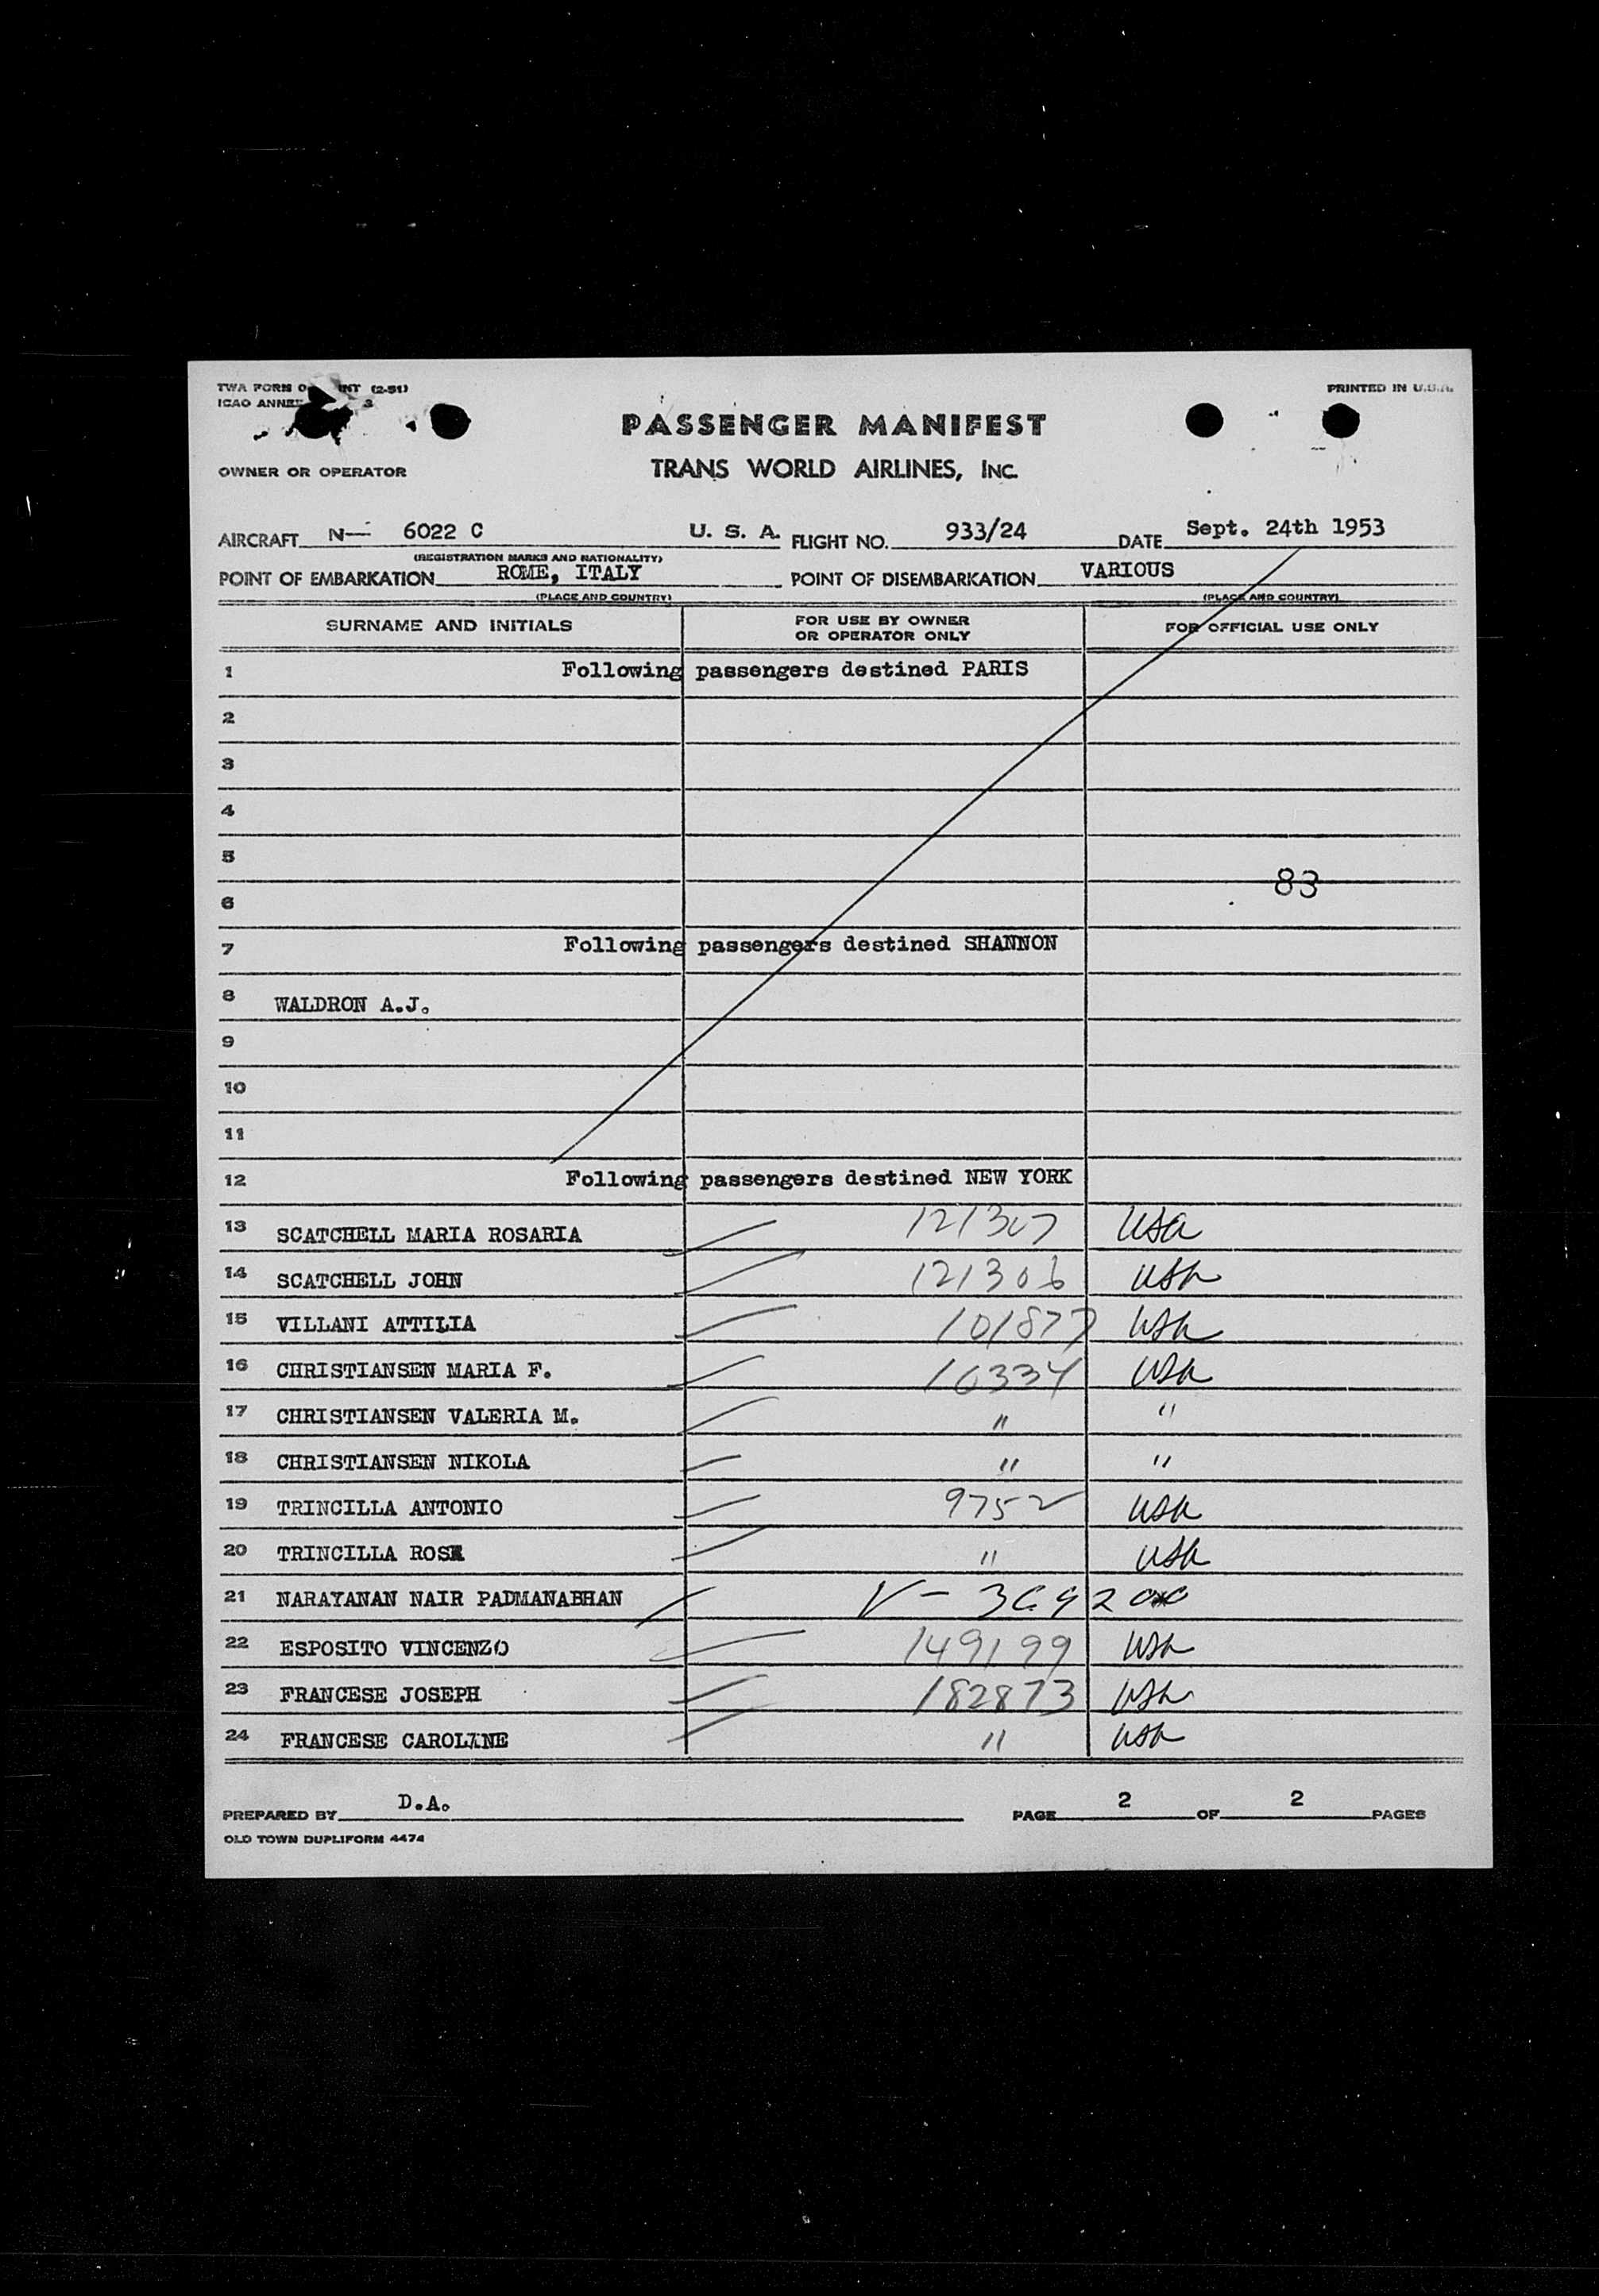 TWA FORM INT (2-51)
PRINTED IN U.S.A.
ICAO ANNEX 3
PASSENGER MANIFEST
OWNER OR OPERATOR
TRANS WORLD AIRLINES, INC.
AIRCRAFT N— 6022 C U. S. A. FLIGHT NO. 933/24 DATE Sept. 24th 1953
(REGISTRATION MARKS AND NATIONALITY)
POINT OF EMBARKATION ROME, ITALY POINT OF DISEMBARKATION VARIOUS
(PLACE AND COUNTRY) (PLACE AND COUNTRY)
SURNAME AND INITIALS FOR USE BY OWNER OR OPERATOR ONLY FOR OFFICIAL USE ONLY
1 Following passengers destined PARIS
2
3
4
5
83
6
7 Following passengers destined SHANNON
8 WALDRON A.J.
9
10
11
12 Following passengers destined NEW YORK
13 SCATCHELL MARIA ROSARIA 121307 USA
14 SCATCHELL JOHN 121306 USA
15 VILLANI ATTILIA 101877 USA
16 CHRISTIANSEN MARIA F. 16334 USA
17 CHRISTIANSEN VALERIA M. " "
18 CHRISTIANSEN NIKOLA " "
19 TRINCILLA ANTONIO 9752 USA
20 TRINCILLA ROSE " USA
21 NARAYANAN NAIR PADMANABHAN
22 ESPOSITO VINCENZO 149199 USA
23 FRANCESE JOSEPH 182873 USA
24 FRANCESE CAROLINE " USA
PREPARED BY D.A. PAGE 2 OF 2 PAGES
OLD TOWN DUPLIFORM 4474